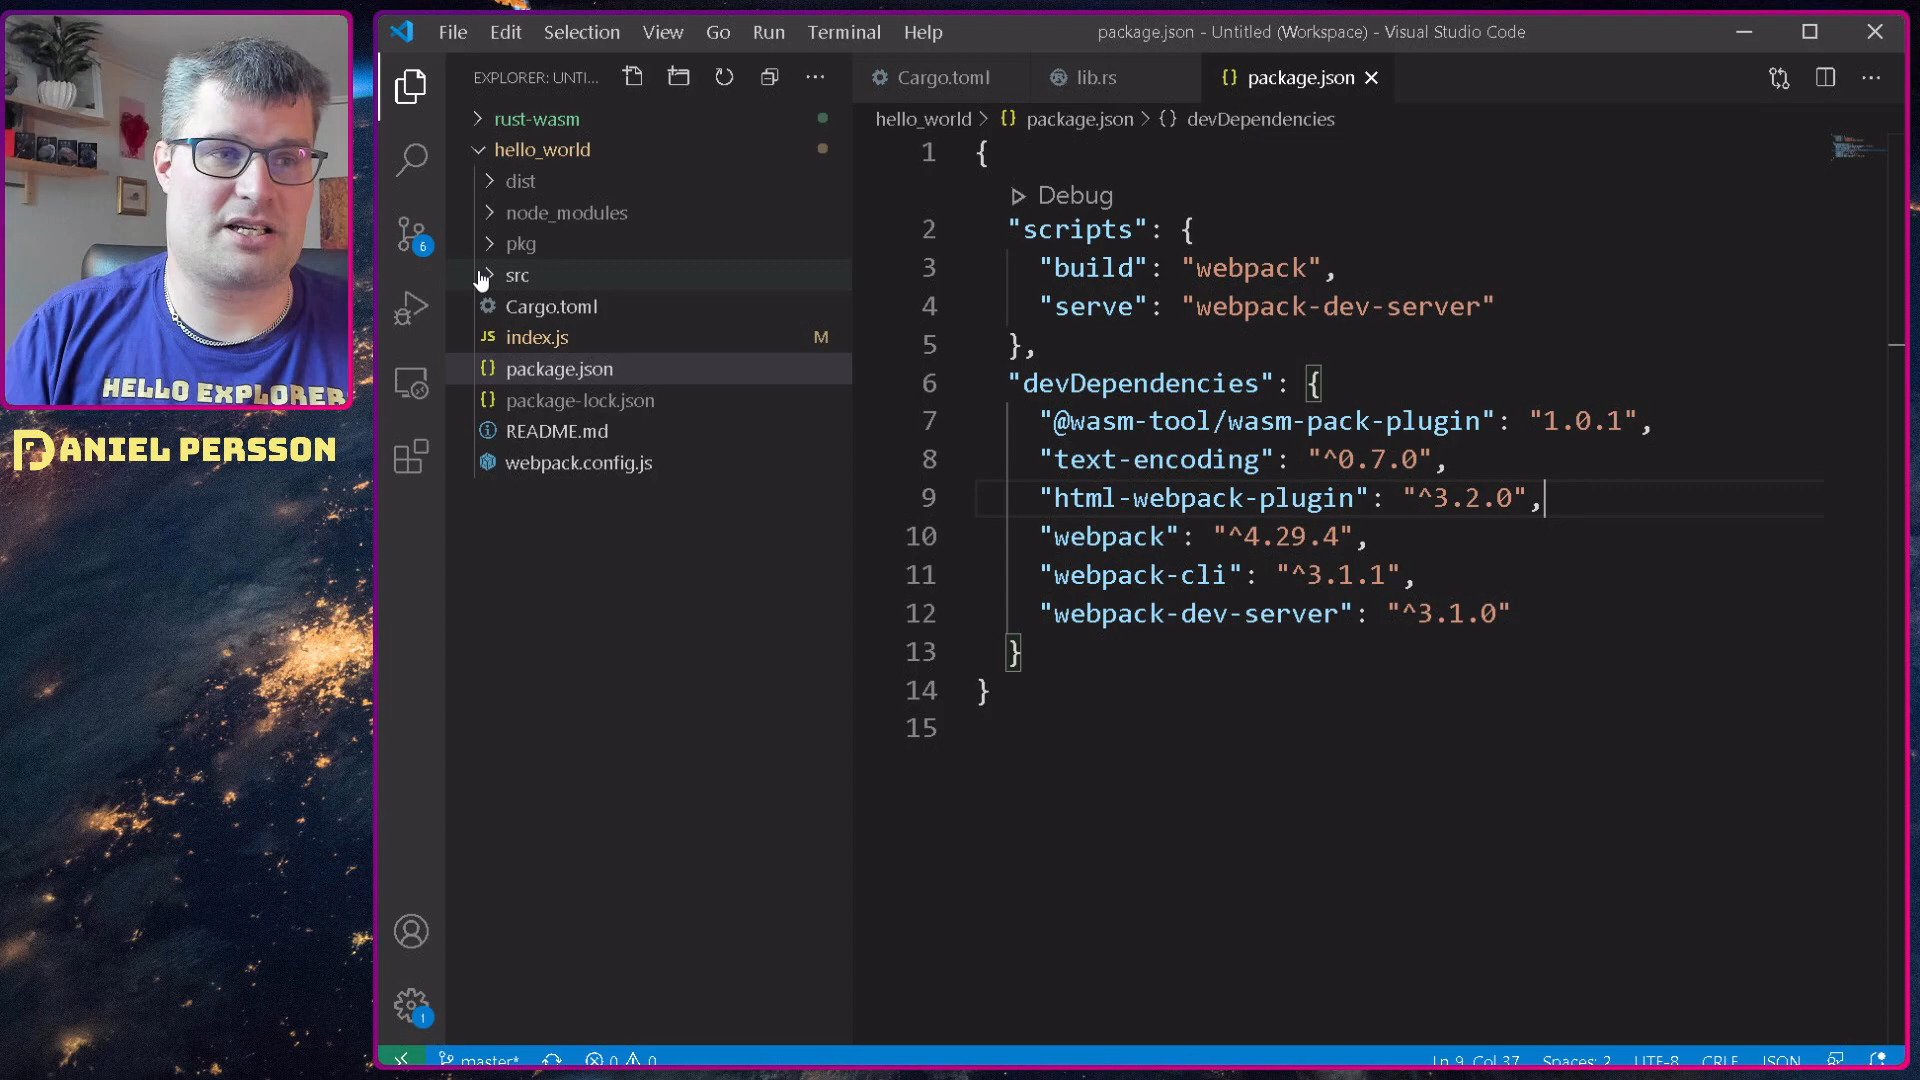 HELLO EXPLORER
DANIEL PERSSON
File Edit Selection View Go Run Terminal Help
package.json - Untitled (Workspace) - Visual Studio Code
EXPLORER: UNTI...
rust-wasm
hello_world
dist
node_modules
pkg
src
Cargo.toml
index.js M
package.json
package-lock.json
README.md
webpack.config.js
6
1
Cargo.toml lib.rs {} package.json
hello_world > {} package.json > {} devDependencies
1 {
Debug
2 "scripts": {
3 "build": "webpack",
4 "serve": "webpack-dev-server"
5 },
6 "devDependencies": {
7 "@wasm-tool/wasm-pack-plugin": "1.0.1",
8 "text-encoding": "^0.7.0",
9 "html-webpack-plugin": "^3.2.0",
10 "webpack": "^4.29.4",
11 "webpack-cli": "^3.1.1",
12 "webpack-dev-server": "^3.1.0"
13 }
14 }
15
master* 0 0 Ln 9, Col 37 Spaces: 2 UTF-8 CRLF JSON